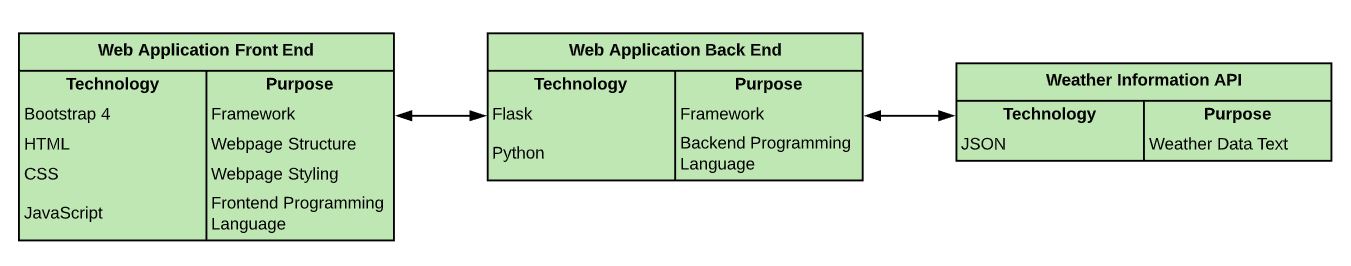 Web Application Front End
Technology Purpose
Bootstrap 4 Framework
HTML Webpage Structure
CSS Webpage Styling
JavaScript Frontend Programming
Language
Web Application Back End
Technology Purpose
Flask Framework
Python Backend Programming
Language
Weather Information API
Technology Purpose
JSON Weather Data Text